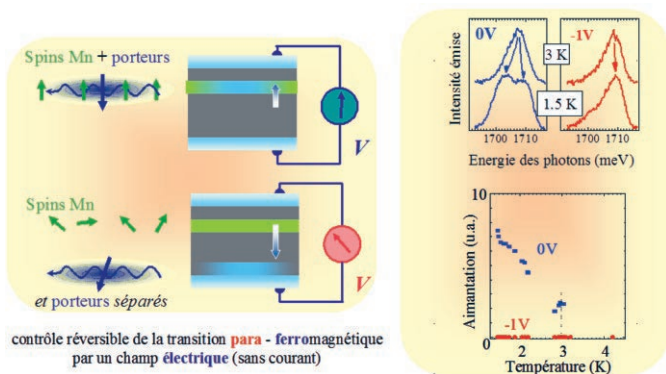 Spins Mn + porteurs
V
Spins Mn
V
et porteurs séparés
contrôle réversible de la transition para - ferromagnétique
par un champ électrique (sans courant)
Intensité émise
0V
-1V
3 K
1.5 K
1700 1710
1700 1710
Energie des photons (meV)
Aimantation (u.a.)
10
0
0V
-1V
2 3 4
Température (K)